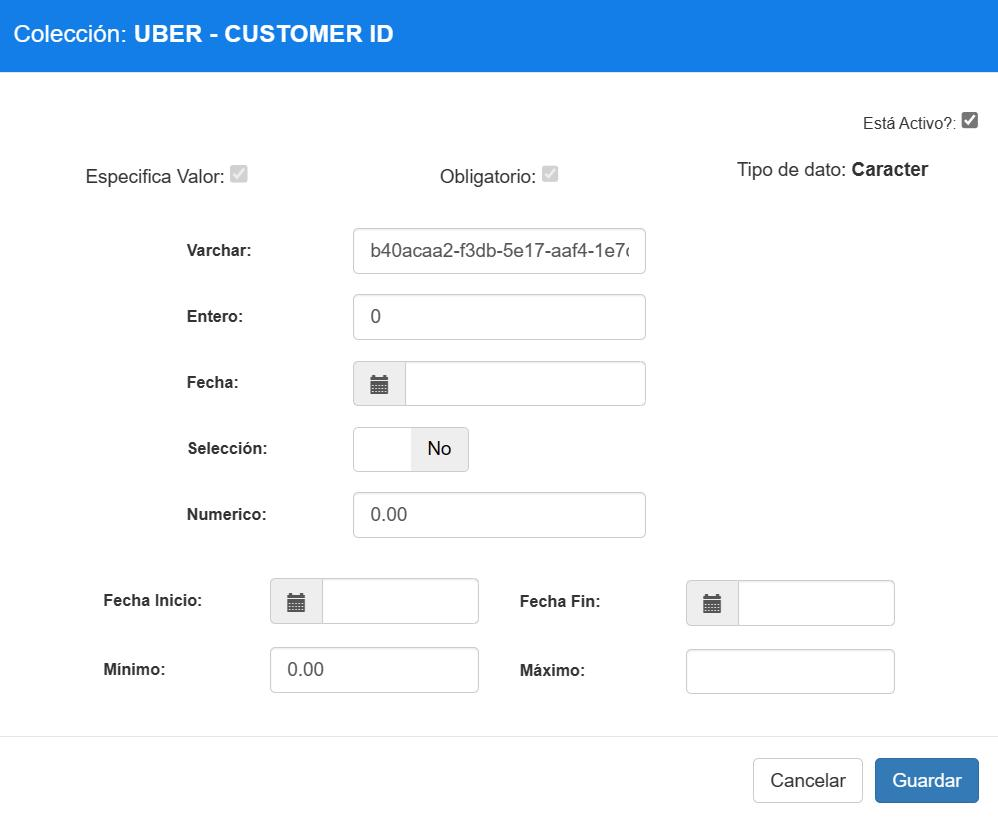 Colección: UBER - CUSTOMER ID
Está Activo?:
Especifica Valor:
Obligatorio:
Tipo de dato: Caracter
Varchar: b40acaa2-f3db-5e17-aaf4-1e7
Entero: 0
Fecha:
Selección: No
Numerico: 0.00
Fecha Inicio:
Fecha Fin:
Mínimo: 0.00
Máximo:
Cancelar
Guardar